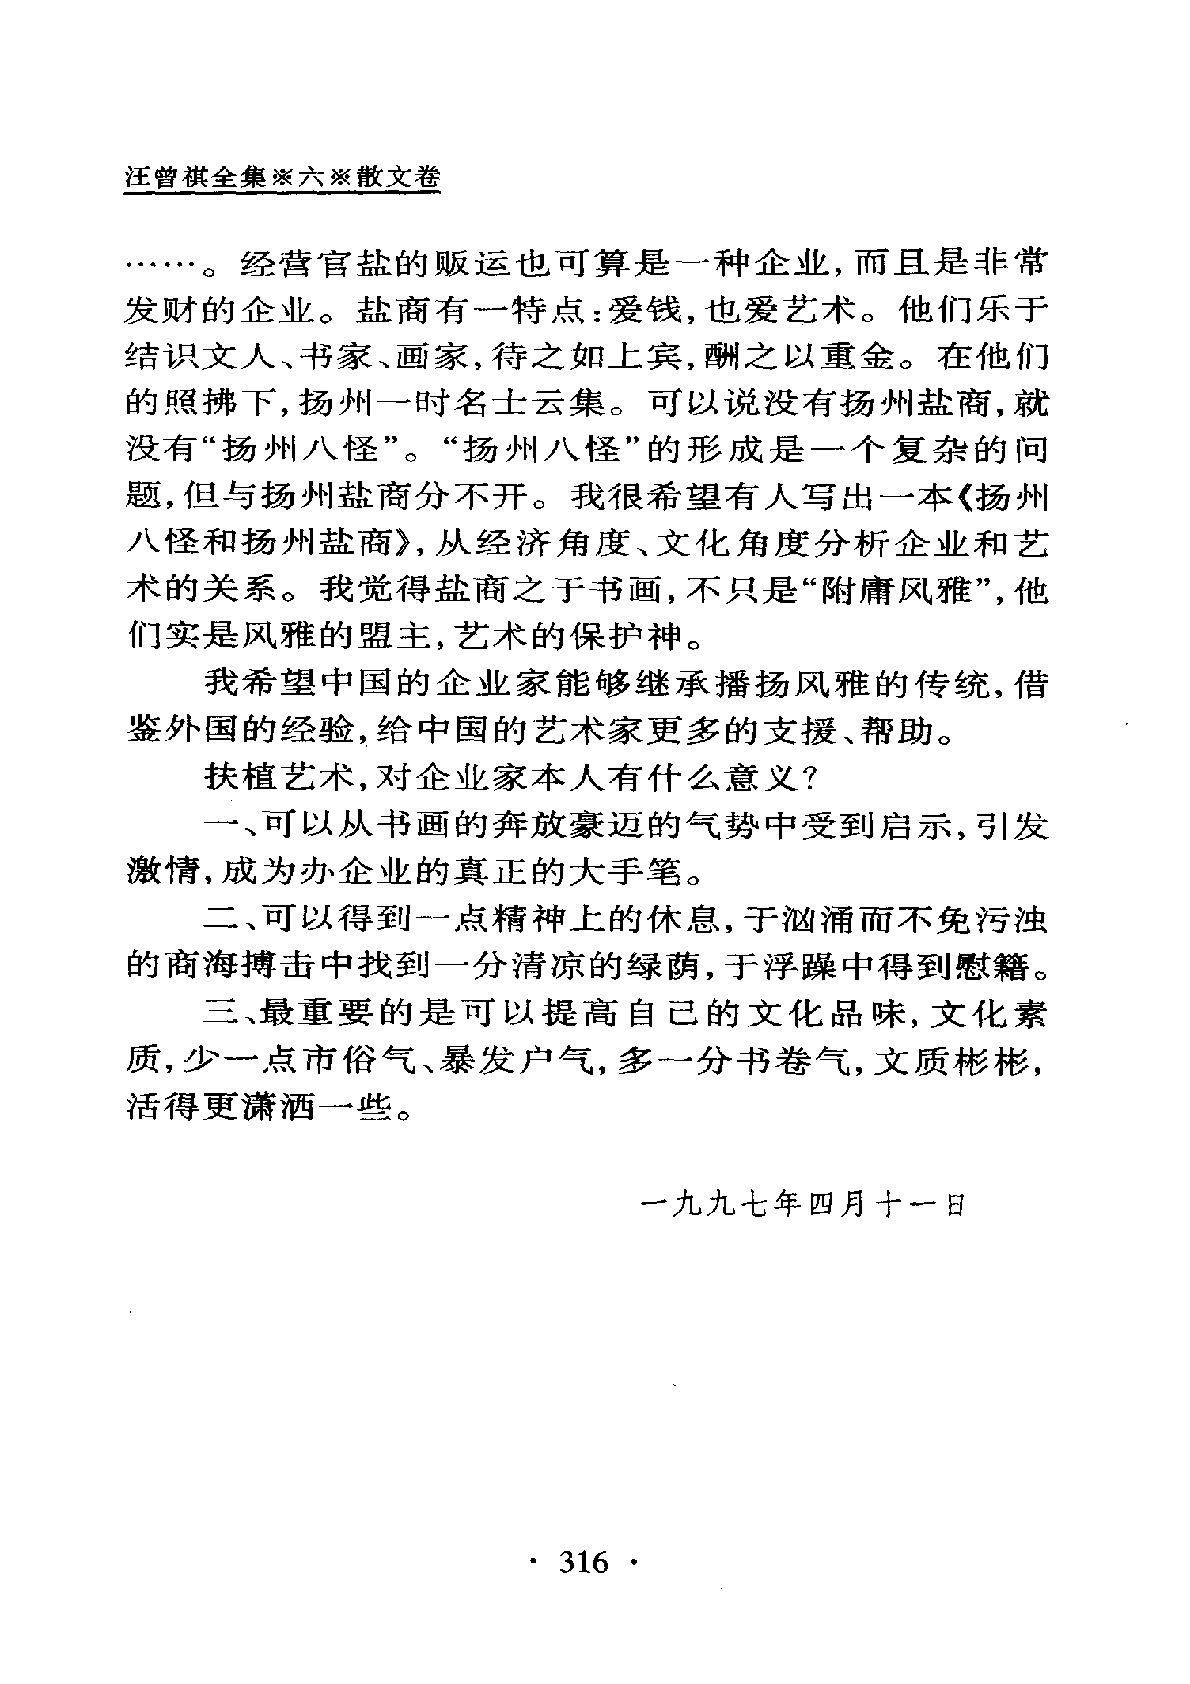 汪曾祺全集※六※散文卷
……。经营官盐的贩运也可算是一种企业,而且是非常
发财的企业。盐商有一特点:爱钱,也爱艺术。他们乐于
结识文人、书家、画家,待之如上宾,酬之以重金。在他们
的照拂下,扬州一时名士云集。可以说没有扬州盐商,就
没有“扬州八怪”。“扬州八怪”的形成是一个复杂的问
题,但与扬州盐商分不开。我很希望有人写出一本《扬州
八怪和扬州盐商》,从经济角度、文化角度分析企业和艺
术的关系。我觉得盐商之于书画,不只是“附庸风雅”,他
们实是风雅的盟主,艺术的保护神。
我希望中国的企业家能够继承播扬风雅的传统,借
鉴外国的经验,给中国的艺术家更多的支援、帮助。
扶植艺术,对企业家本人有什么意义?
一、可以从书画的奔放豪迈的气势中受到启示,引发
激情,成为办企业的真正的大手笔。
二、可以得到一点精神上的休息,于汹涌而不免污浊
的商海搏击中找到一分清凉的绿荫,于浮躁中得到慰籍。
三、最重要的是可以提高自己的文化品味,文化素
质,少一点市俗气、暴发户气,多一分书卷气,文质彬彬,
活得更潇洒一些。
一九九七年四月十一日
· 316 ·